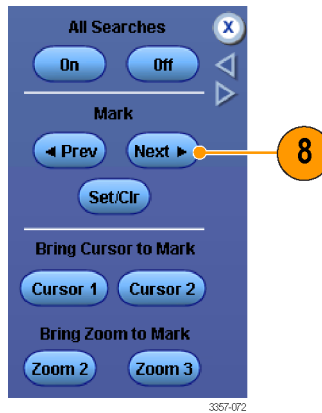 All Searches X
On Off
Mark
◄ Prev Next ►
8
Set/Clr
Bring Cursor to Mark
Cursor 1 Cursor 2
Bring Zoom to Mark
Zoom 2 Zoom 3
3357-072